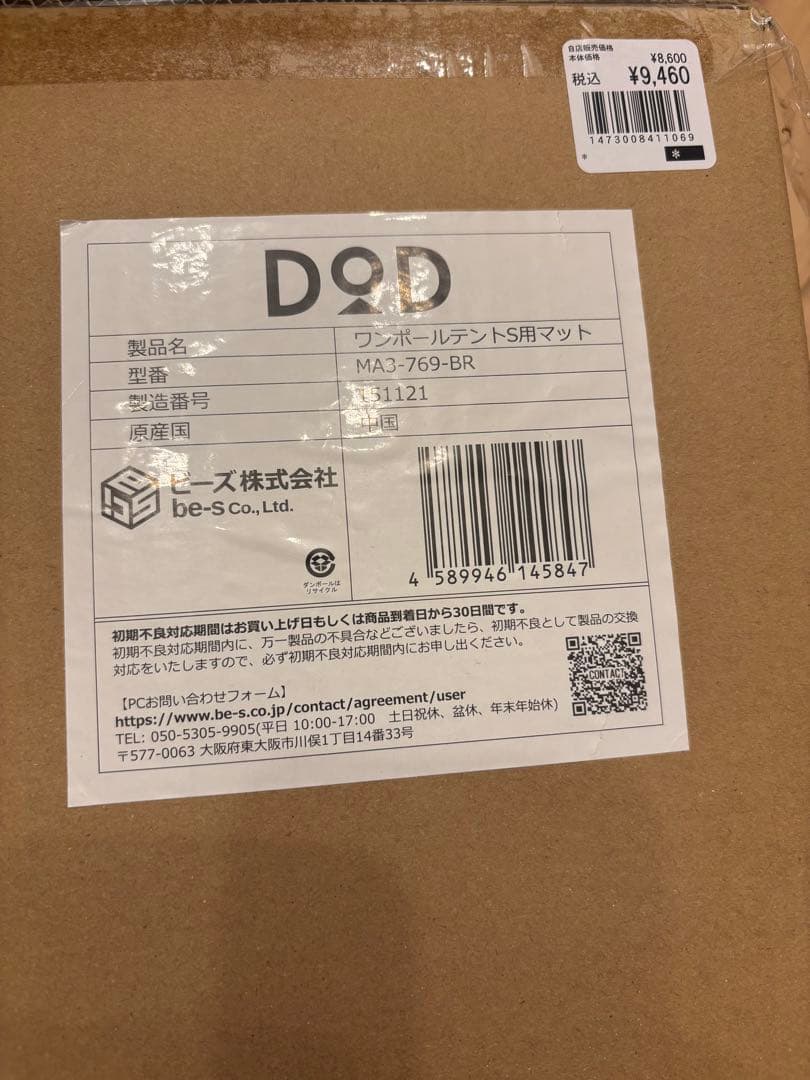 自店販売価格
本体価格 ¥8,600
税込 ¥9,460
1473008411069
*
*
DOD
製品名 ワンポールテントS用マット
型番 MA3-769-BR
製造番号 151121
原産国 中国
ビーズ株式会社
be-s Co., Ltd.
ダンボールは
リサイクル
4 589946 145847
初期不良対応期間はお買い上げ日もしくは商品到着日から30日間です。
初期不良対応期間内に、万一製品の不具合などございましたら、初期不良として製品の交換
対応をいたしますので、必ず初期不良対応期間内にお申し出ください。
CONTACT
【PCお問い合わせフォーム】
https://www.be-s.co.jp/contact/agreement/user
TEL: 050-5305-9905(平日 10:00-17:00 土日祝休、盆休、年末年始休)
〒577-0063 大阪府東大阪市川俣1丁目14番33号